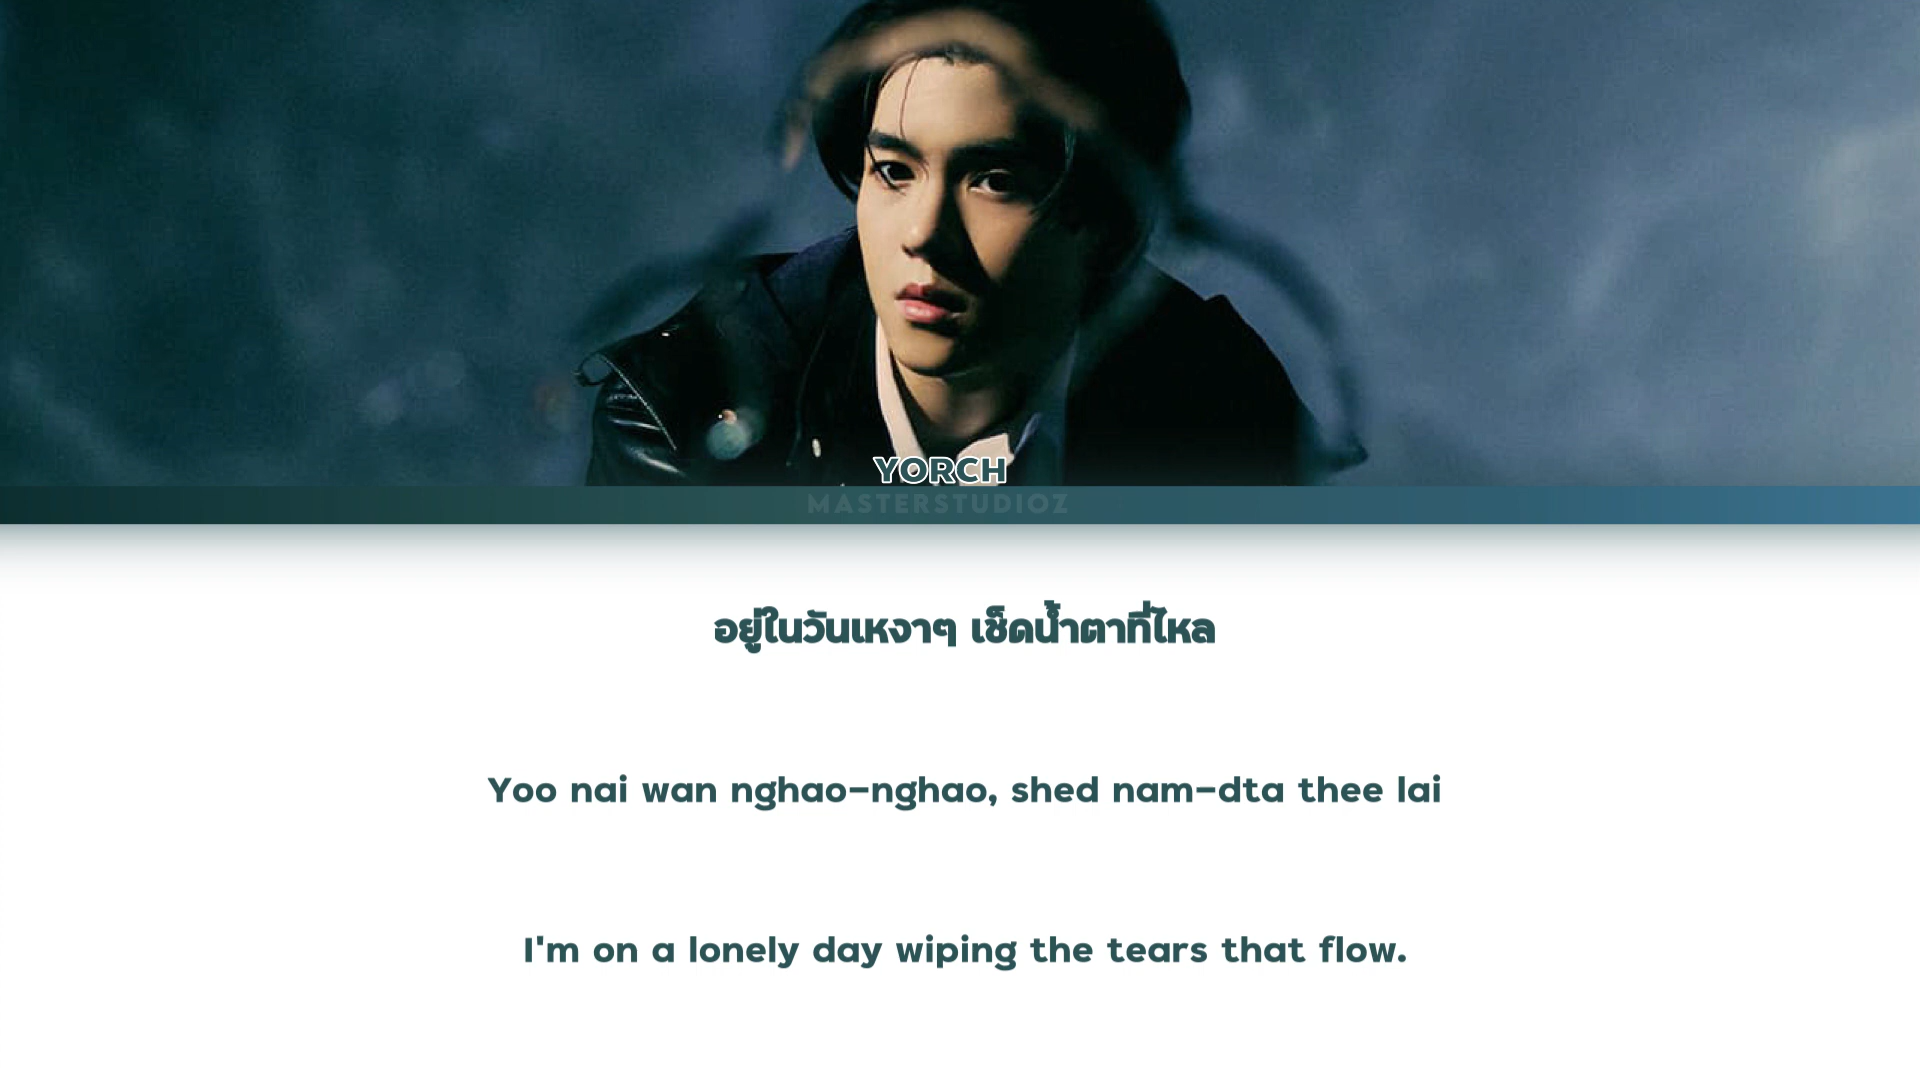 YORCH
MASTERSTUDIOZ
อยู่ในวันเหงาๆ เช็ดน้ำตาที่ไหล
Yoo nai wan nghao-nghao, shed nam-dta thee lai
I'm on a lonely day wiping the tears that flow.